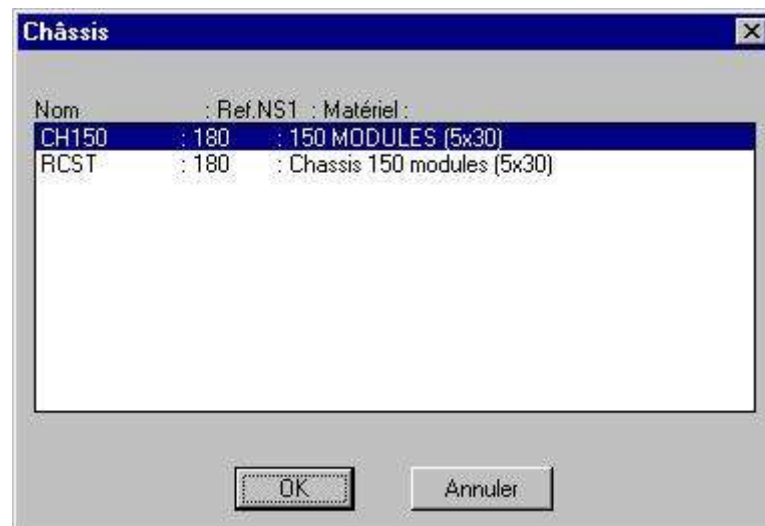 Châssis
Nom : Ref.NS1 : Matériel :
CH150 : 180 : 150 MODULES (5x30)
RCST : 180 : Chassis 150 modules (5x30)
OK Annuler